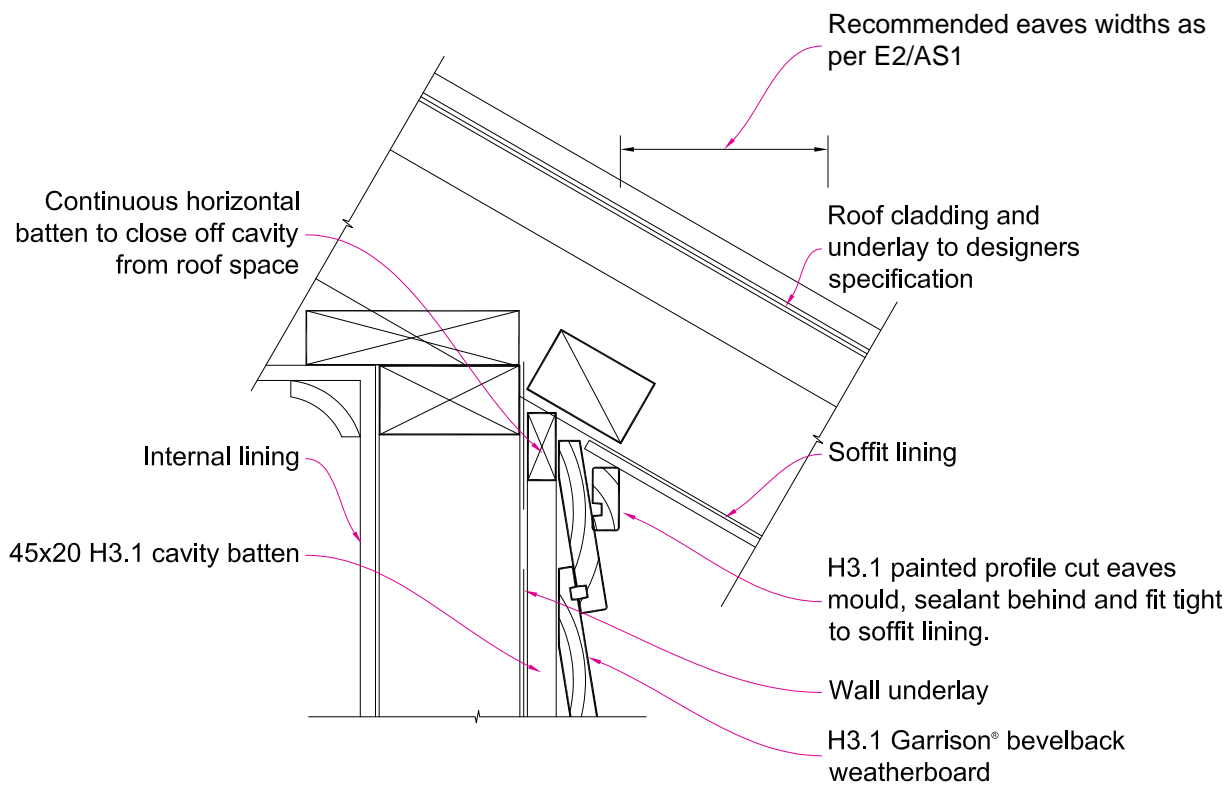 Recommended eaves widths as
per E2/AS1
Continuous horizontal
batten to close off cavity
from roof space
Roof cladding and
underlay to designers
specification
Internal lining
Soffit lining
45x20 H3.1 cavity batten
H3.1 painted profile cut eaves
mould, sealant behind and fit tight
to soffit lining.
Wall underlay
H3.1 Garrison® bevelback
weatherboard